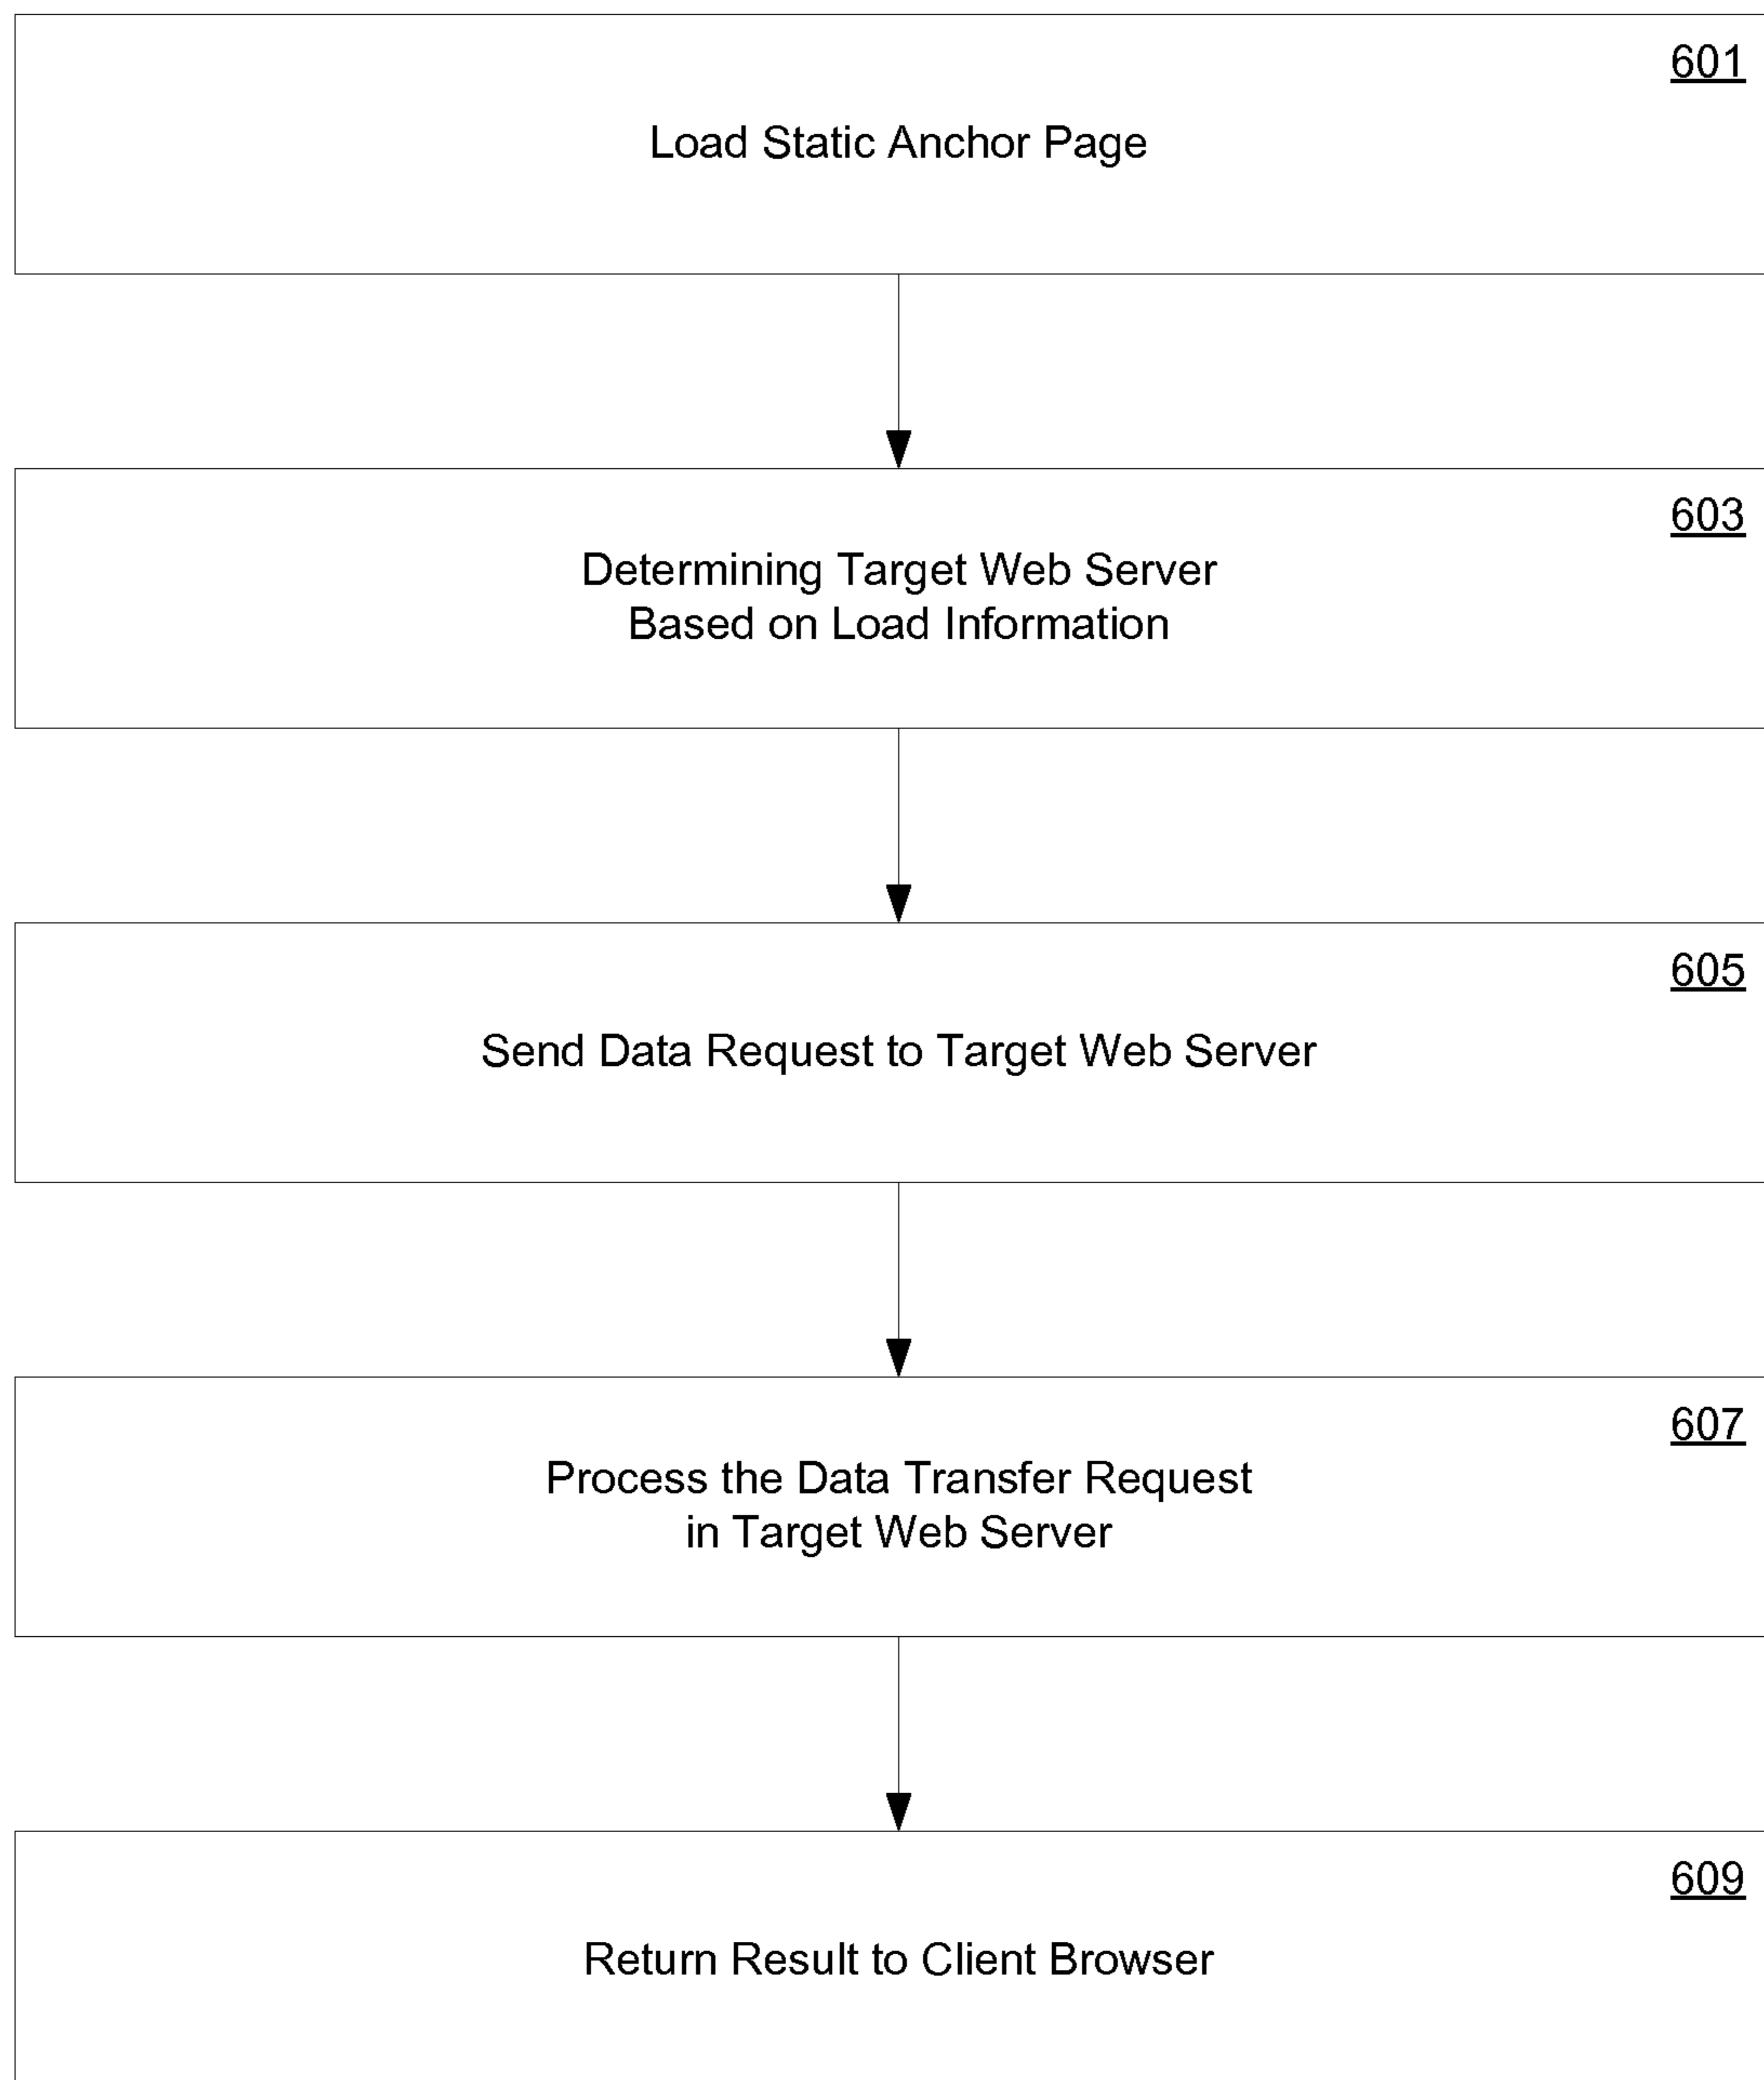 601
Load Static Anchor Page
603
Determining Target Web Server
Based on Load Information
605
Send Data Request to Target Web Server
607
Process the Data Transfer Request
in Target Web Server
609
Return Result to Client Browser